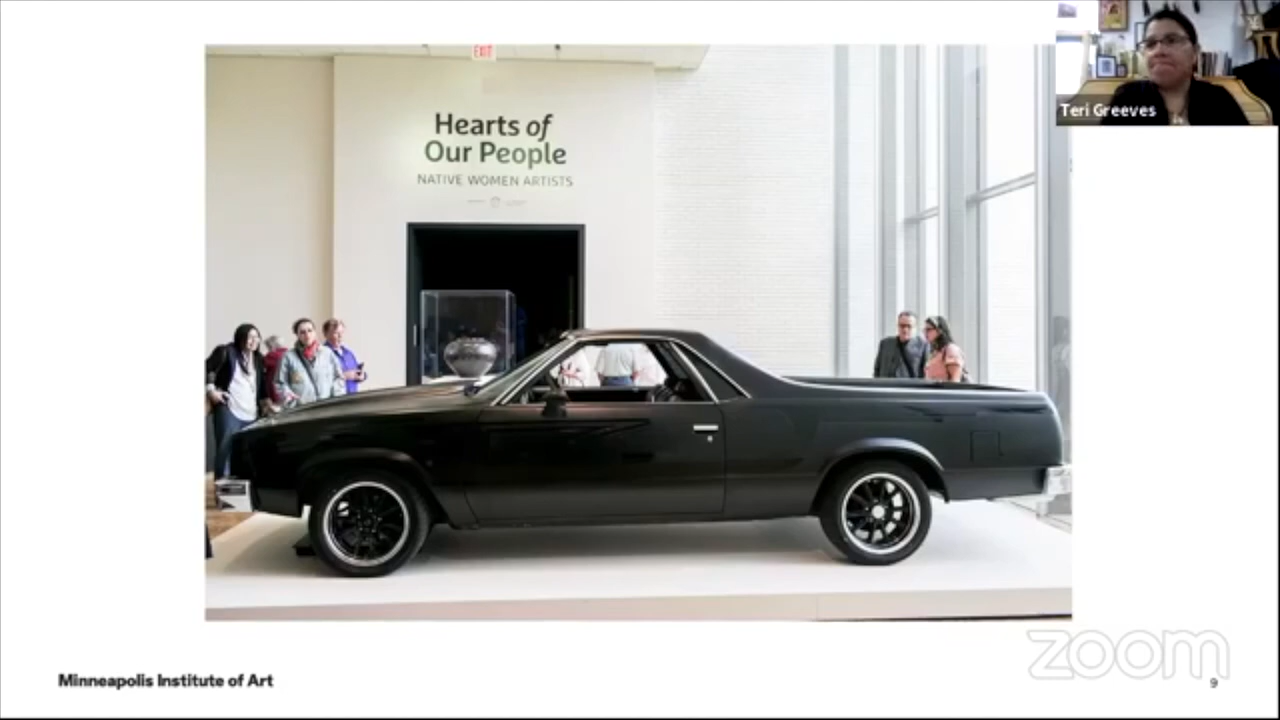 EXIT
Hearts of
Our People
NATIVE WOMEN ARTISTS
Teri Greeves
Minneapolis Institute of Art
zoom
9